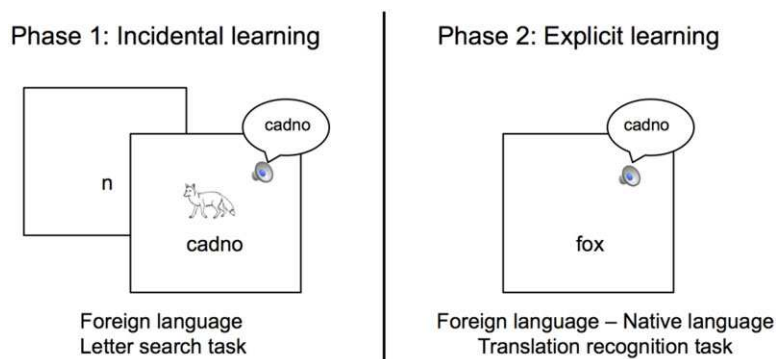 Phase 1: Incidental learning
n
cadno
cadno
Foreign language
Letter search task
Phase 2: Explicit learning
cadno
fox
Foreign language – Native language
Translation recognition task